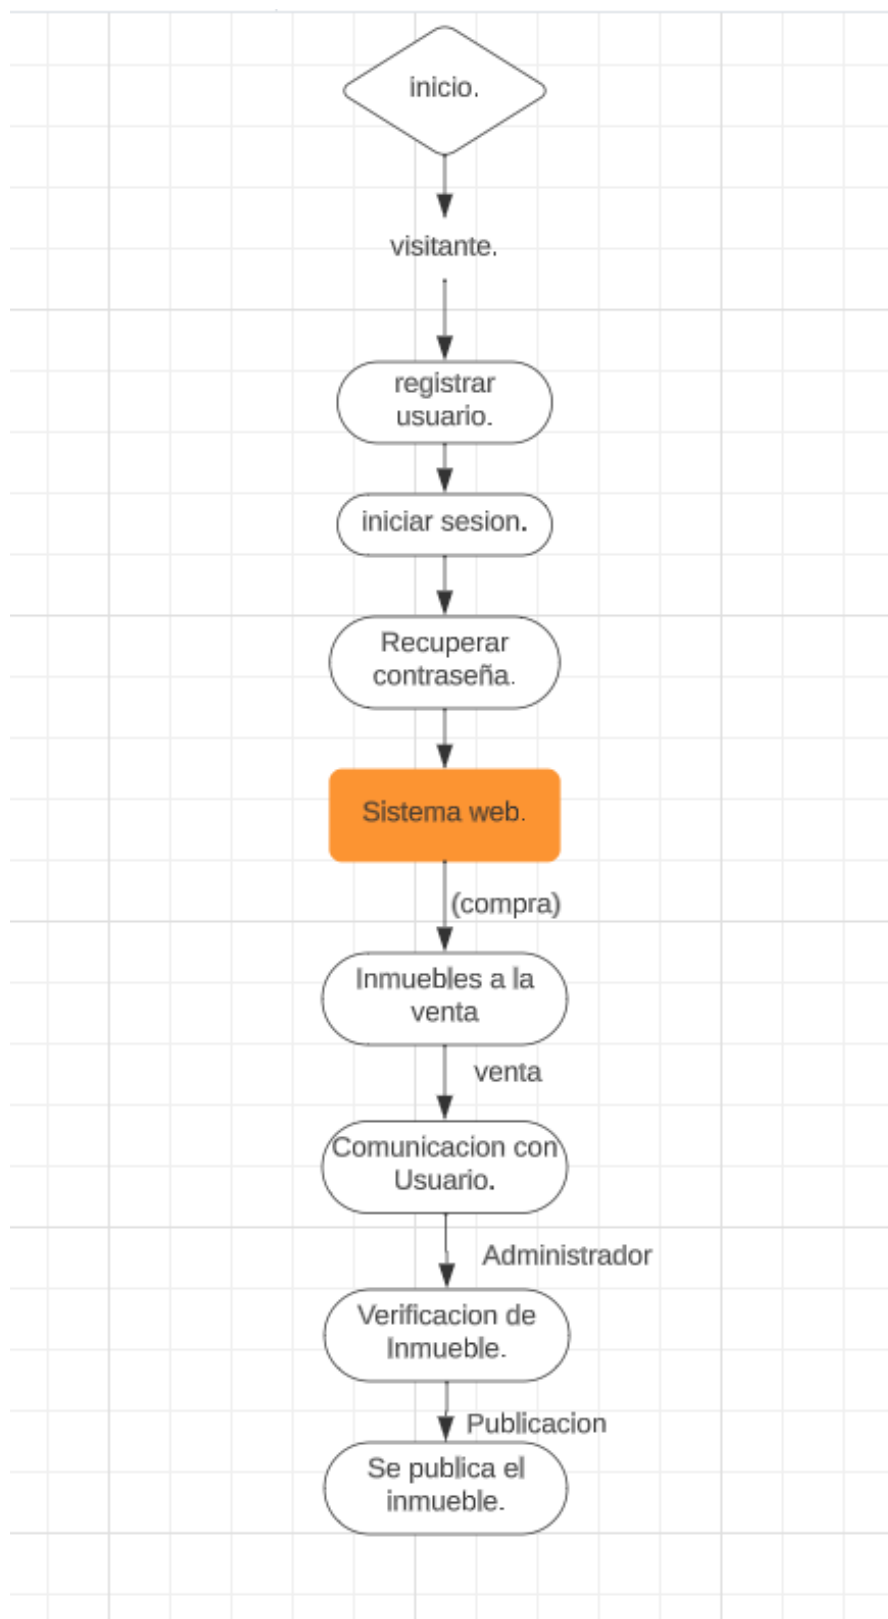 inicio.
visitante.
registrar
usuario.
iniciar sesion.
Recuperar
contraseña.
Sistema web.
(compra)
Inmuebles a la
venta
venta
Comunicacion con
Usuario.
Administrador
Verificacion de
Inmueble.
Publicacion
Se publica el
inmueble.